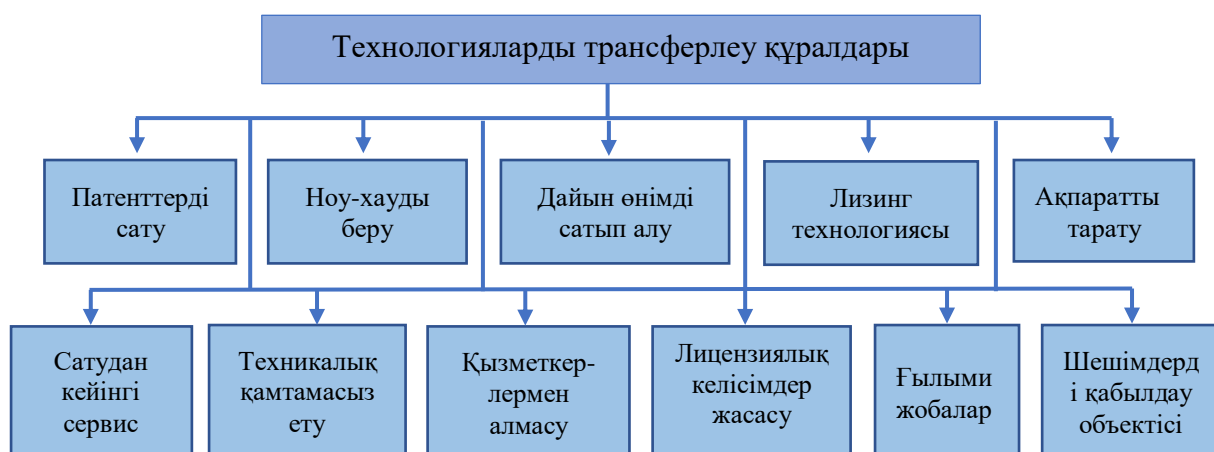 Технологияларды трансферлеу құралдары
Патенттерді
сату
Ноу-хауды
беру
Дайын өнімді
сатып алу
Лизинг
технологиясы
Ақпаратты
тарату
Сатудан
кейінгі
сервис
Техникалық
қамтамасыз
ету
Қызметкер-
лермен
алмасу
Лицензиялық
келісімдер
жасасу
Ғылыми
жобалар
Шешімдерд
і қабылдау
объектісі